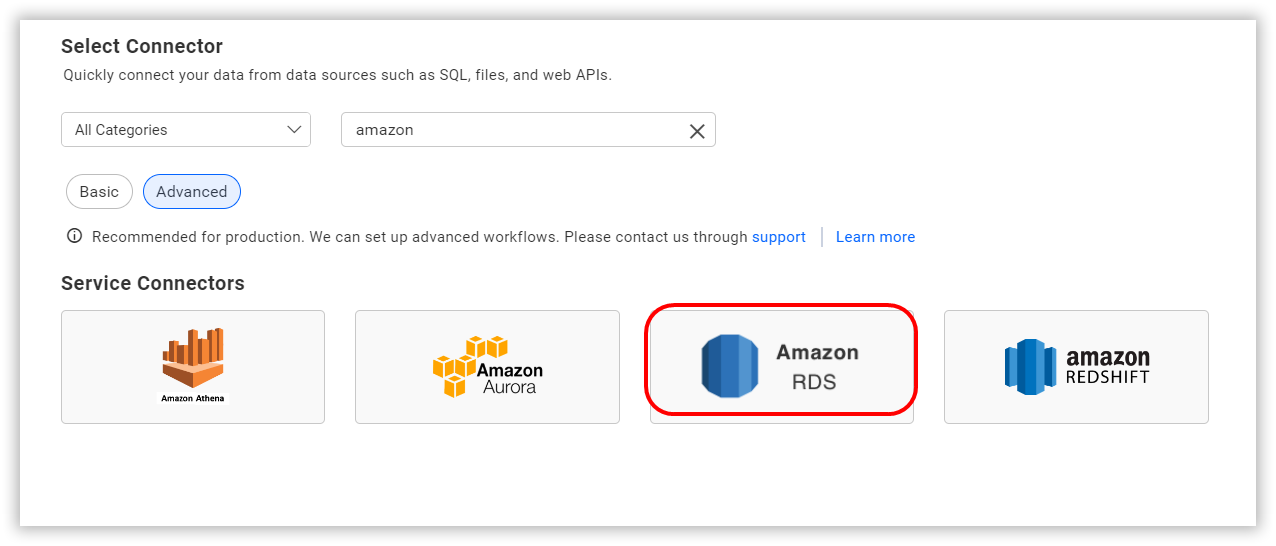 Select Connector
Quickly connect your data from data sources such as SQL, files, and web APIs.
All Categories
amazon
Basic
Advanced
Recommended for production. We can set up advanced workflows. Please contact us through support
Learn more
Service Connectors
Amazon Athena
Amazon
Aurora
Amazon
RDS
amazon
REDSHIFT